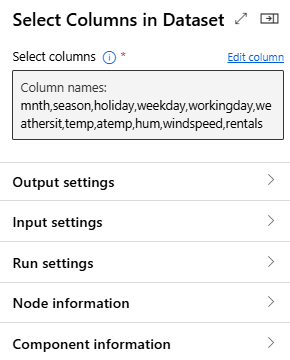 Select Columns in Dataset
Select columns * Edit column
Column names:
mnth,season,holiday,weekday,workingday,we
athersit,temp,atemp,hum,windspeed,rentals
Output settings
Input settings
Run settings
Node information
Component information